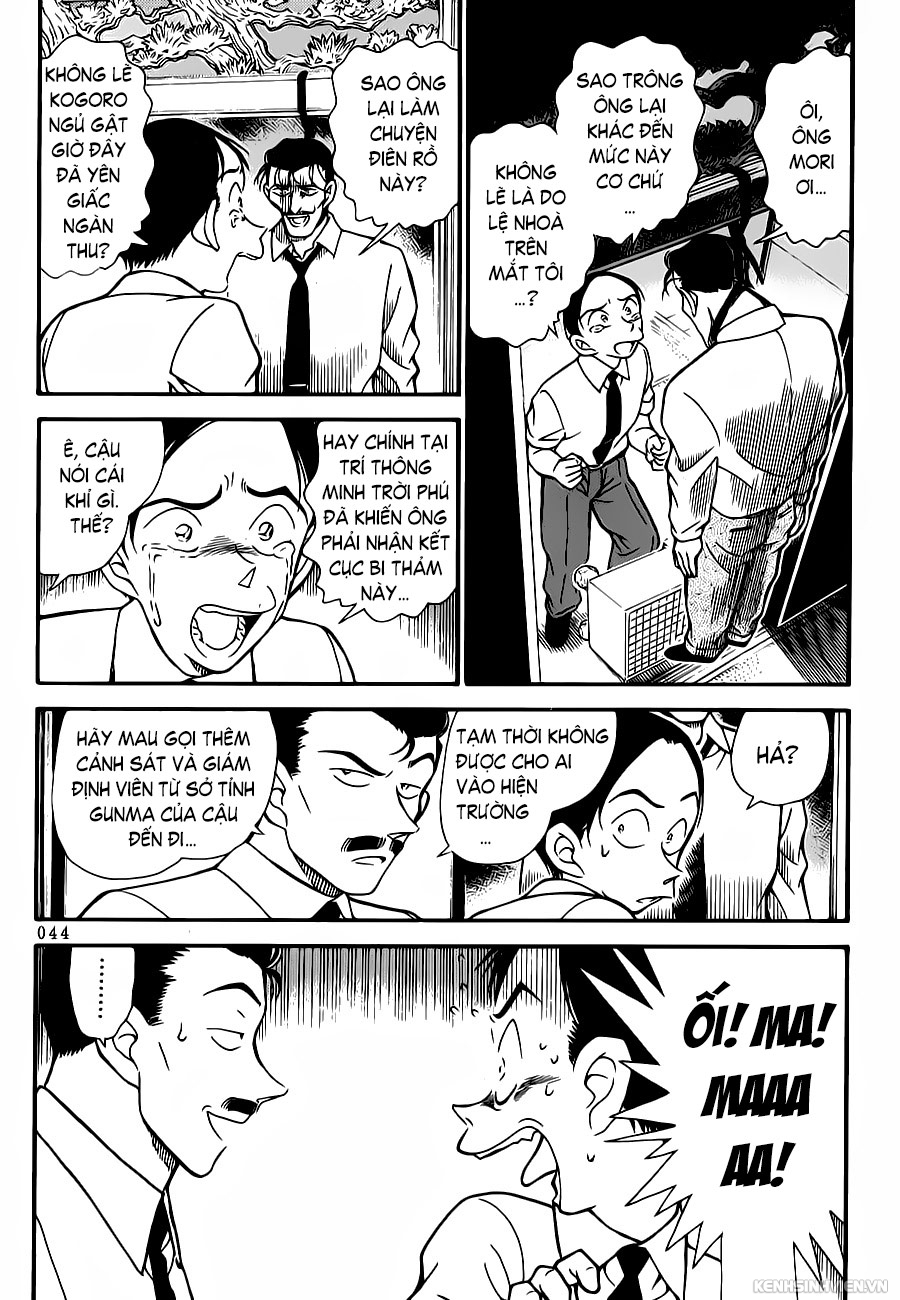 ÔI,
ÔNG
MORI
ƠI...
SAO TRÔNG
ÔNG LẠI
KHÁC ĐẾN
MỨC NÀY
CƠ CHỨ
...
KHÔNG
LẼ LÀ DO
LỆ NHOÀ
TRÊN
MẮT TÔI
...?
SAO ÔNG
LẠI LÀM
CHUYỆN
ĐIÊN RỒ
NÀY?
KHÔNG LẼ
KOGORO
NGỦ GẬT
GIỜ ĐÂY
ĐÃ YÊN
GIẤC
NGÀN
THU?
HAY CHÍNH TẠI
TRÍ THÔNG
MINH TRỜI PHÚ
ĐÃ KHIẾN ÔNG
PHẢI NHẬN KẾT
CỤC BI THẢM
NÀY...
Ê, CẬU
NÓI CÁI
KHỈ GÌ.
THẾ?
HẢ?
TẠM THỜI KHÔNG
ĐƯỢC CHO AI
VÀO HIỆN
TRƯỜNG
...
HÀY MAU GỌI THÊM
CẢNH SÁT VÀ GIÁM
ĐỊNH VIÊN TỪ SỞ TỈNH
GUNMA CỦA CẬU
ĐẾN ĐI...
044
ỐI! MA!
MAAA
AA!
.......
KENHSINHVIEN.VN